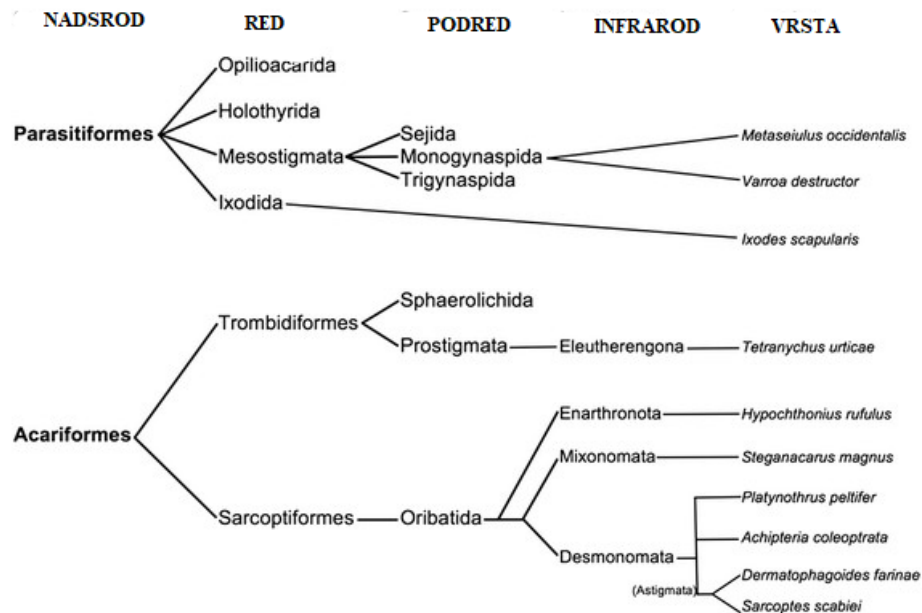 NADSROD RED PODRED INFRAROD VRSTA
Opilioacarida
Holothyrida
Parasitiformes
Sejida
Metaseiulus occidentalis
Mesostigmata Monogynaspida
Trigynaspida
Varroa destructor
Ixodida
Ixodes scapularis
Sphaerolichida
Trombidiformes
Prostigmata Eleutherengona Tetranychus urticae
Enarthronota Hypochthonius rufulus
Acariformes
Mixonomata Steganacarus magnus
Platynothrus peltifer
Sarcoptiformes Oribatida
Achipteria coleoptrata
Desmonomata
Dermatophagoides farinae
(Astigmata)
Sarcoptes scabiei